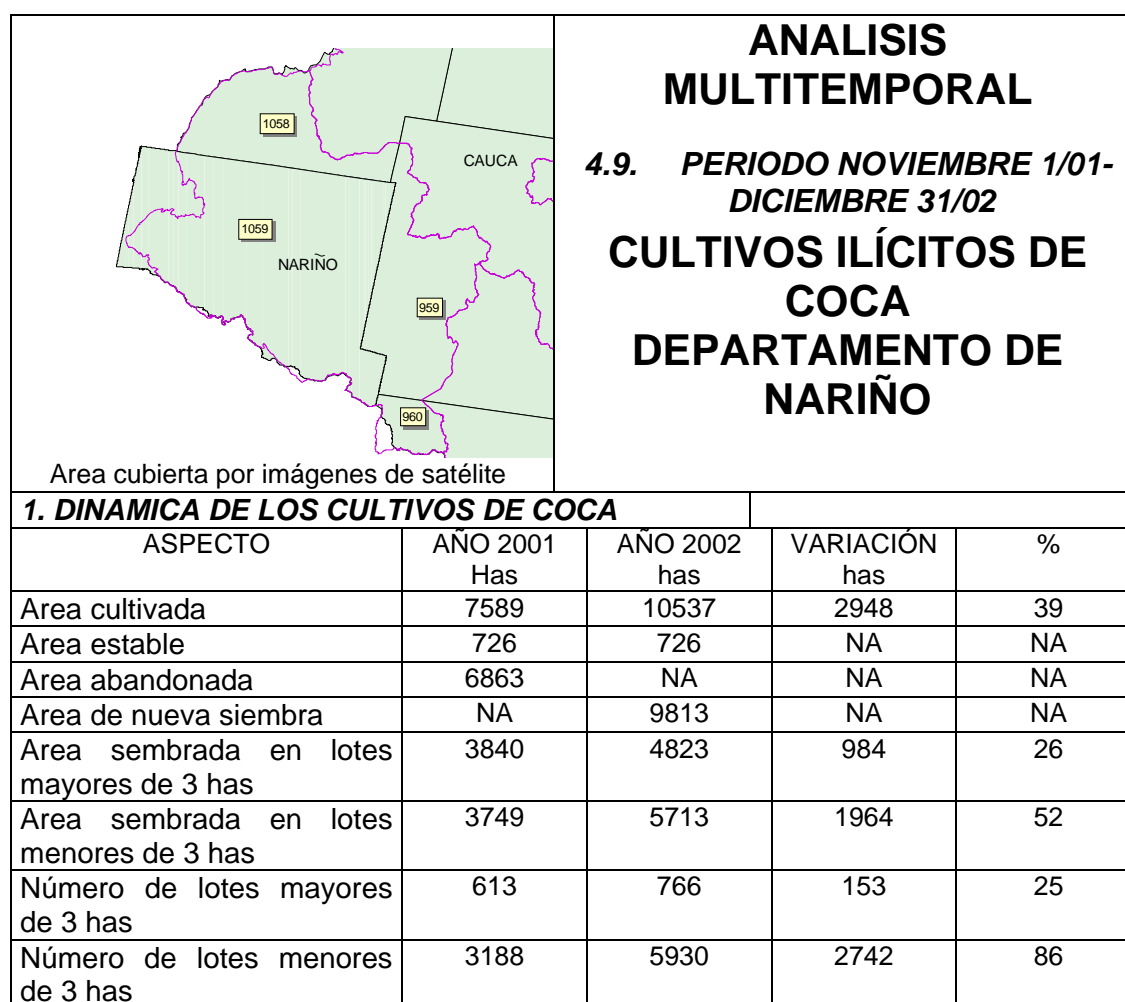 1058
CAUCA
1059
NARIÑO
959
960
Area cubierta por imágenes de satélite
ANALISIS
MULTITEMPORAL
4.9. PERIODO NOVIEMBRE 1/01-
DICIEMBRE 31/02
CULTIVOS ILÍCITOS DE
COCA
DEPARTAMENTO DE
NARIÑO
1. DINAMICA DE LOS CULTIVOS DE COCA
ASPECTO AÑO 2001 AÑO 2002 VARIACIÓN %
Has has has
Area cultivada 7589 10537 2948 39
Area estable 726 726 NA NA
Area abandonada 6863 NA NA NA
Area de nueva siembra NA 9813 NA NA
Area sembrada en lotes 3840 4823 984 26
mayores de 3 has
Area sembrada en lotes 3749 5713 1964 52
menores de 3 has
Número de lotes mayores 613 766 153 25
de 3 has
Número de lotes menores 3188 5930 2742 86
de 3 has